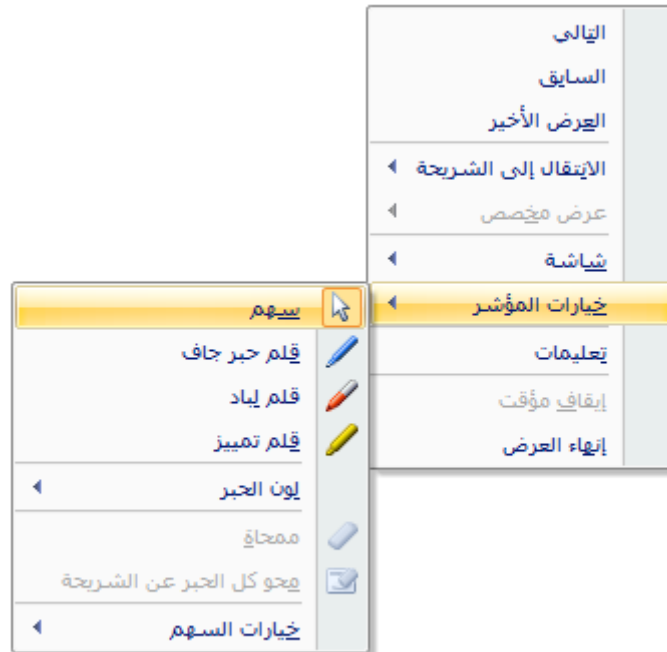 التالي
السابق
العرض الأخير
الانتقال إلى الشريحة
عرض مخصص
شاشة
خيارات المؤشر
تعليمات
إيقاف مؤقت
إنهاء العرض
سهم
قلم حبر جاف
قلم لباد
قلم تمييز
لون الحبر
ممحاة
محو كل الحبر عن الشريحة
خيارات السهم